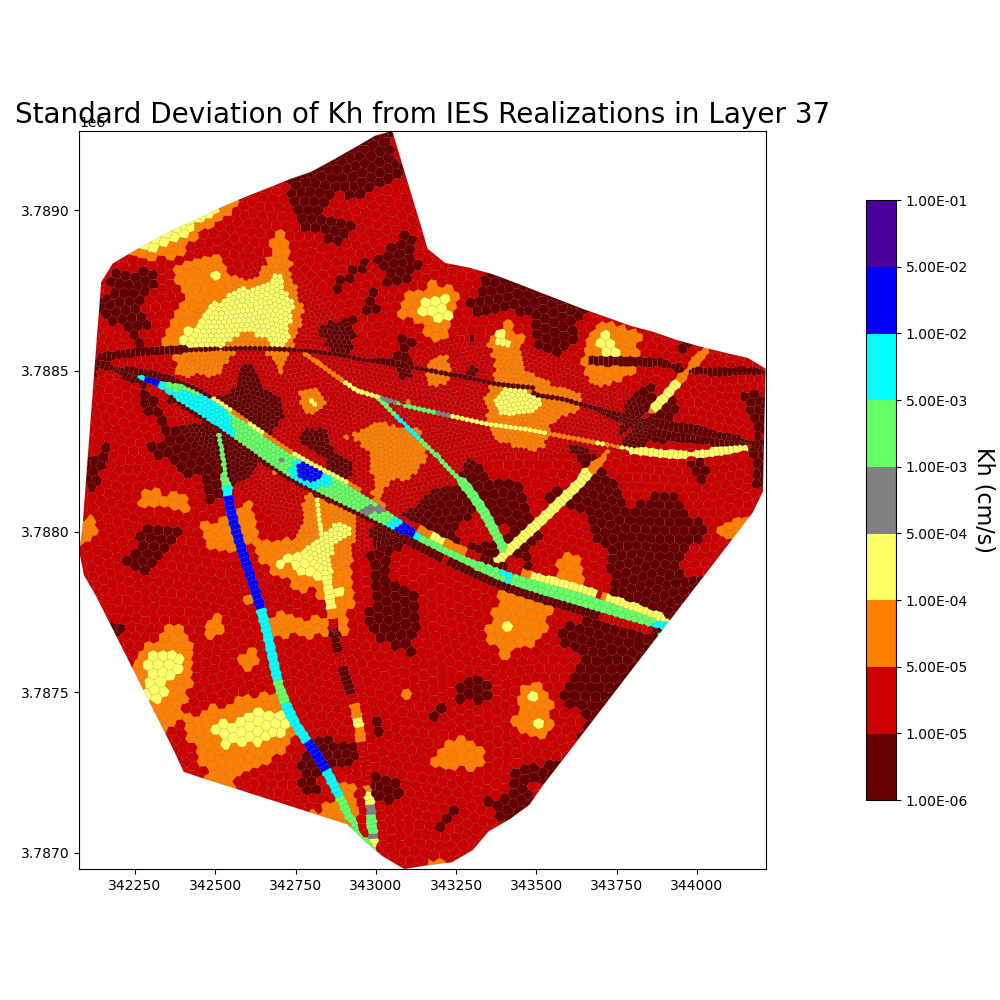 Standard Deviation of Kh from IES Realizations in Layer 37
1e6
3.7890
3.7885
3.7880
3.7875
3.7870
342250 342500 342750 343000 343250 343500 343750 344000
1.00E-01
5.00E-02
1.00E-02
5.00E-03
1.00E-03
5.00E-04
1.00E-04
5.00E-05
1.00E-05
1.00E-06
Kh (cm/s)